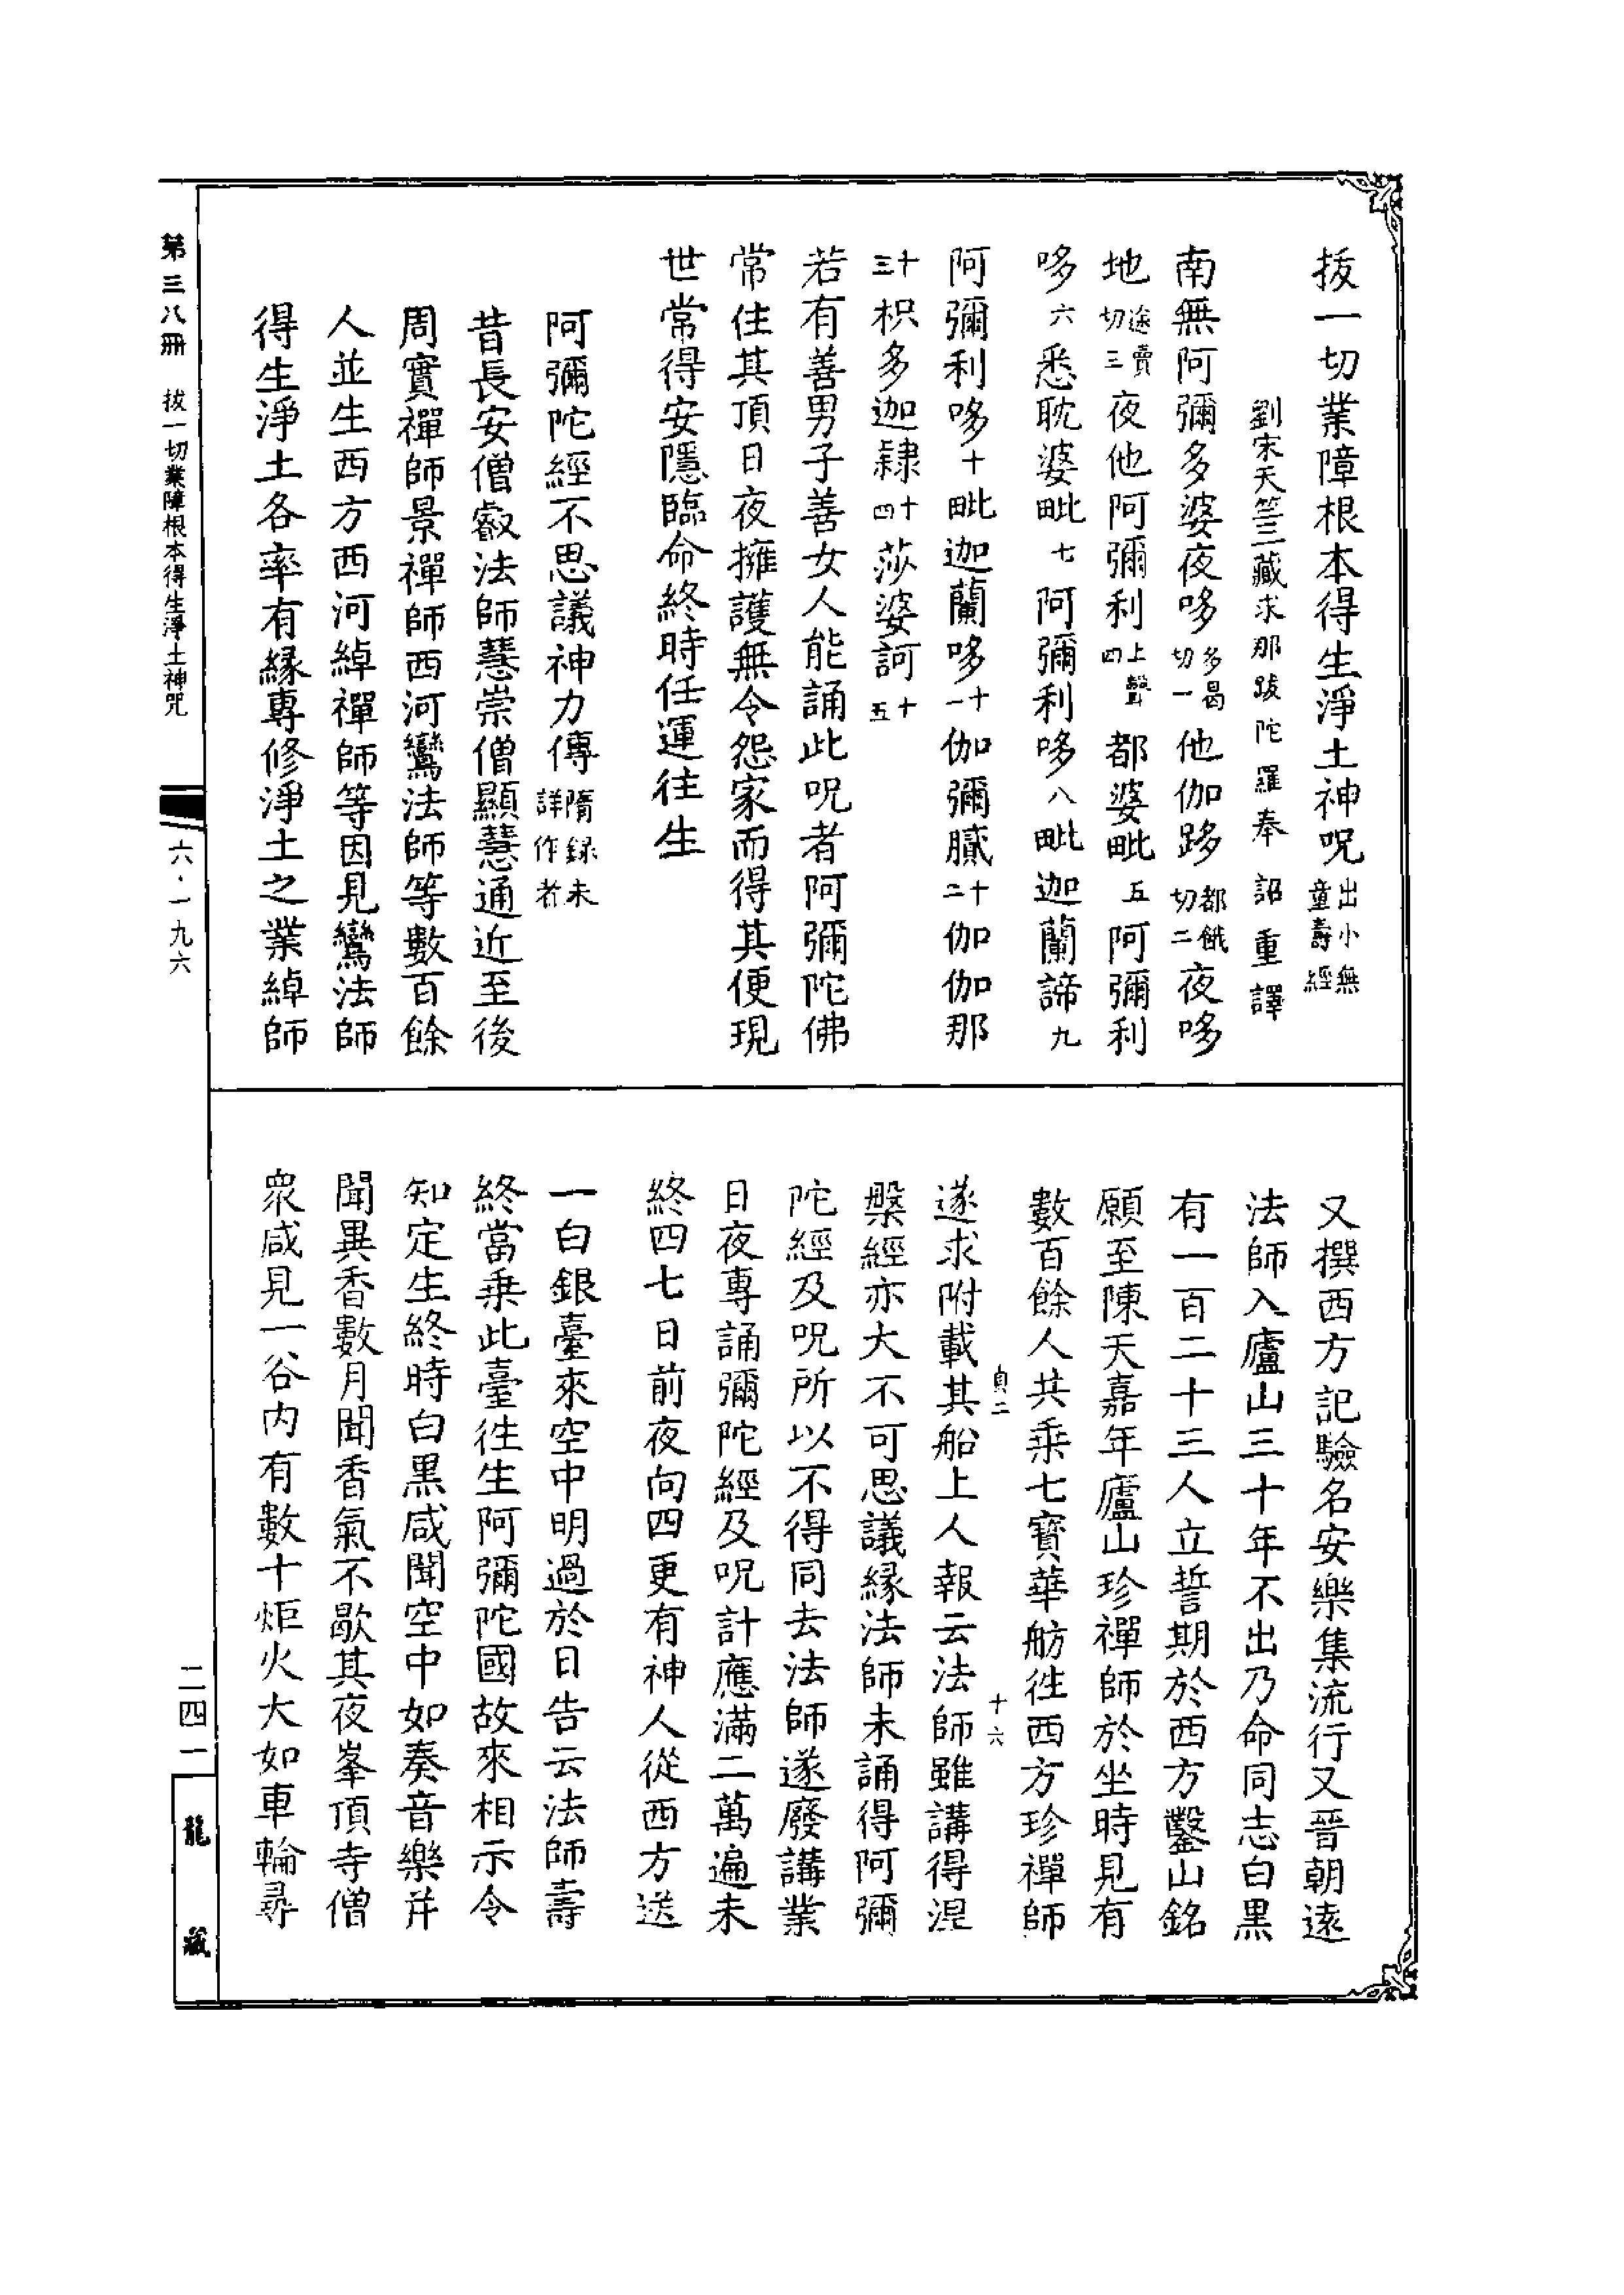 拔一切業障根本得生淨土神呪出小無量壽經
劉宋天竺三藏求那跋陀羅奉 詔重譯
南無阿彌多婆夜哆多曷切一他伽跢都餓切二夜哆
地途賣切三夜他阿彌利上聲四都婆毗五阿彌利
哆六悉耽婆毗七阿彌利哆八毗迦蘭諦九
阿彌利哆十毗迦蘭哆十一伽彌膩十二伽伽那
十三枳多迦隸十四莎婆訶十五
若有善男子善女人能誦此呪者阿彌陀佛
常住其頂日夜擁護無令怨家而得其便現
世常得安隱臨命終時任運往生
阿彌陀經不思議神力傳隋錄未詳作者
昔長安僧叡法師慧崇僧顯慧通近至後
周實禪師景禪師西河鸞法師等數百餘
人並生西方西河綽禪師等因見鸞法師
得生淨土各率有緣專修淨土之業綽師
又撰西方記驗名安樂集流行又晉朝遠
法師入廬山三十年不出乃命同志白黑
有一百二十三人立誓期於西方鑿山銘
願至陳天嘉年廬山珍禪師於坐時見有
數百餘人共乘七寶華舫往西方珍禪師
貞二 十六
遂求附載其船上人報云法師雖講得涅
槃經亦大不可思議緣法師未誦得阿彌
陀經及呪所以不得同去法師遂廢講業
日夜專誦彌陀經及呪計應滿二萬遍未
終四七日前夜向四更有神人從西方送
一白銀臺來空中明過於日告云法師壽
終當乘此臺往生阿彌陀國故來相示令
知定生終時白黑咸聞空中如奏音樂并
聞異香數月聞香氣不歇其夜峯頂寺僧
眾咸見一谷內有數十炬火大如車輪尋
第三八冊 拔一切業障根本得生淨土神咒
六·一九六
二四一
龍藏